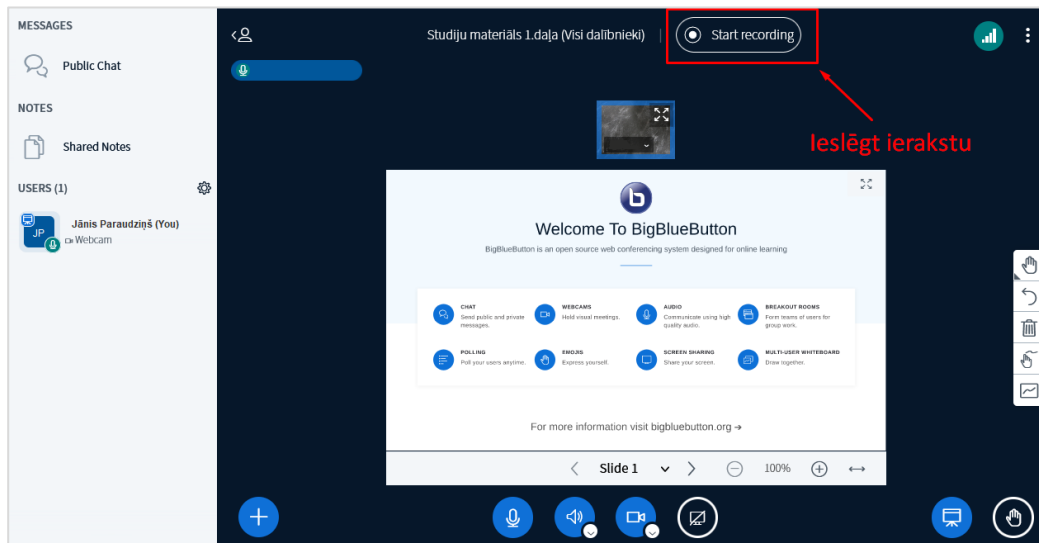 MESSAGES
Public Chat
NOTES
Shared Notes
USERS (1)
JP
Jānis Paraudziņš (You)
Webcam
Studiju materiāls 1.daļa (Visi dalībnieki)
Start recording
Ieslēgt ierakstu
Welcome To BigBlueButton
BigBlueButton is an open source web conferencing system designed for online learning
CHAT
Send public and private
messages.
WEBCAMS
Hold visual meetings.
AUDIO
Communicate using high
quality audio.
BREAKOUT ROOMS
Form teams of users for
group work.
POLLING
Poll your users anytime.
EMOJIS
Express yourself.
SCREEN SHARING
Share your screen.
MULTI-USER WHITEBOARD
Draw together.
For more information visit bigbluebutton.org →
Slide 1
100%